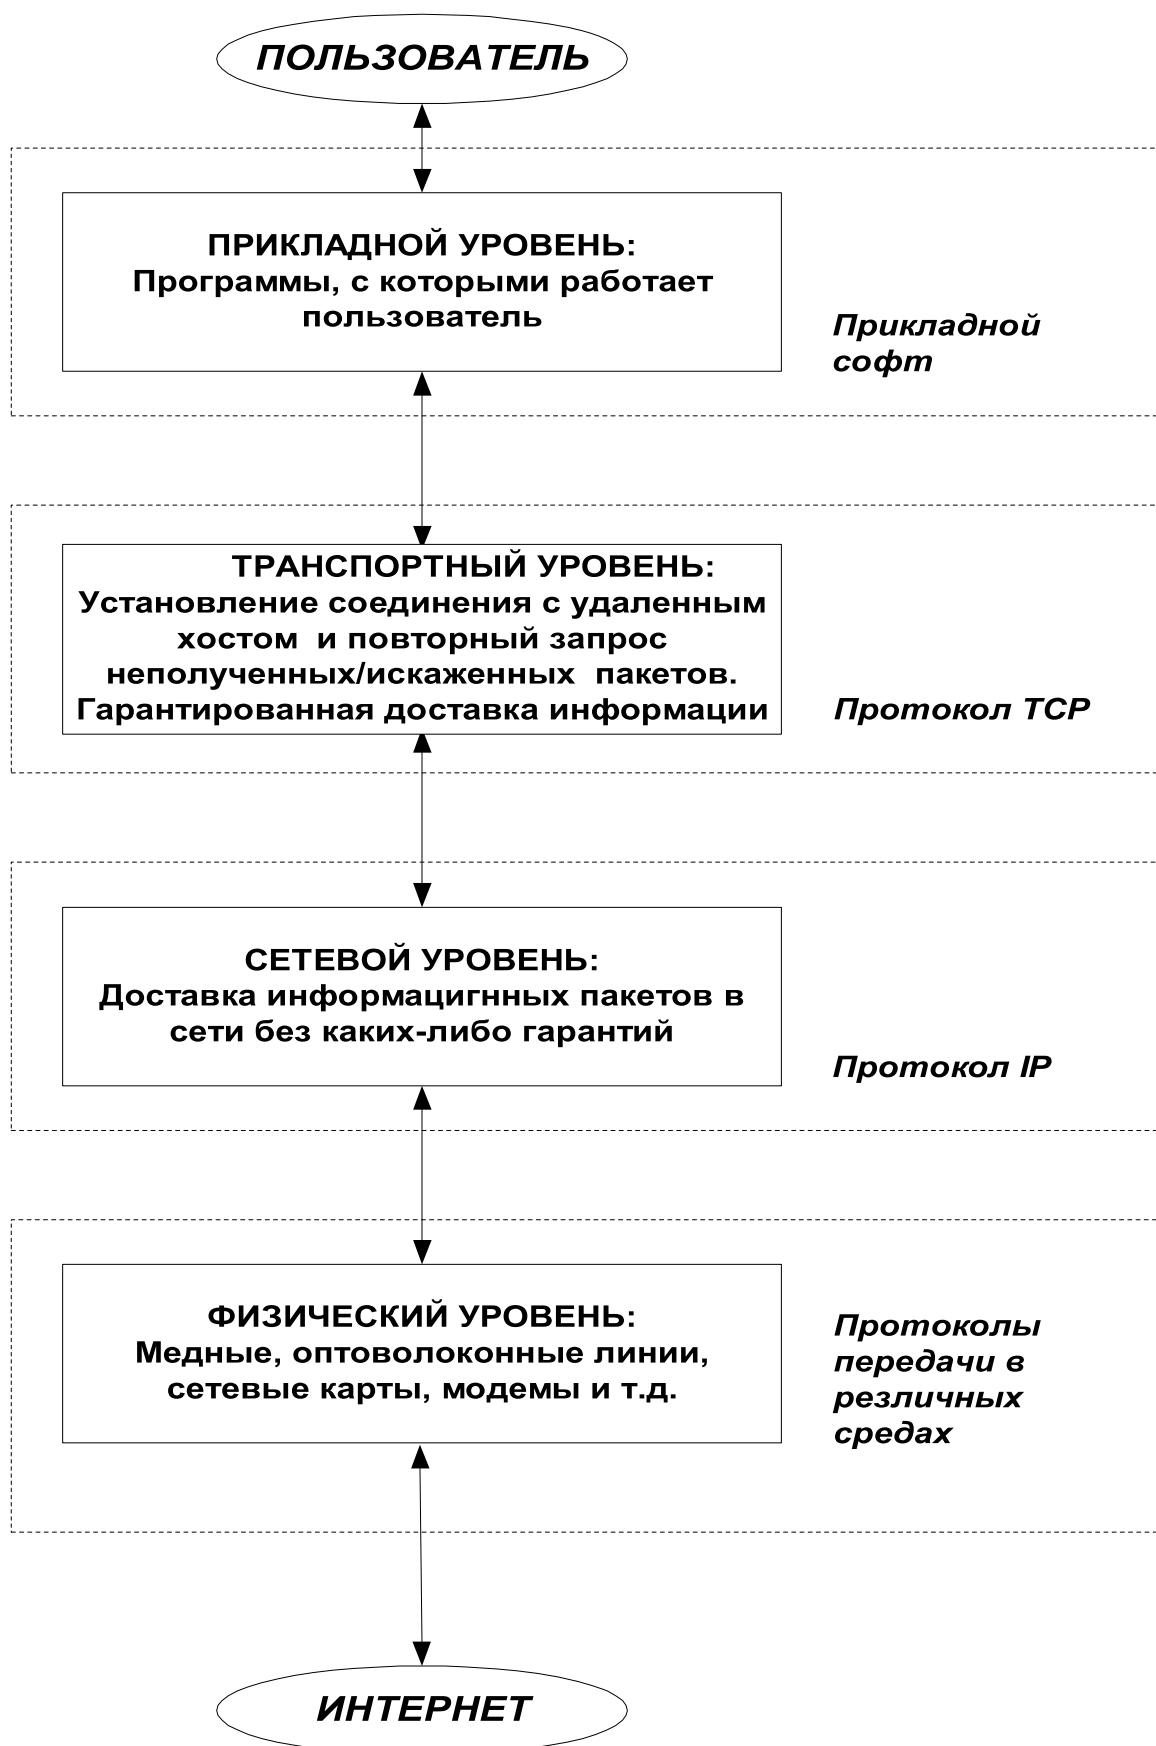 ПОЛЬЗОВАТЕЛЬ
ПРИКЛАДНОЙ УРОВЕНЬ:
Программы, с которыми работает
пользователь
Прикладной
софт
ТРАНСПОРТНЫЙ УРОВЕНЬ:
Установление соединения с удаленным
хостом и повторный запрос
неполученных/искаженных пакетов.
Гарантированная доставка информации
Протокол TCP
СЕТЕВОЙ УРОВЕНЬ:
Доставка информацигнных пакетов в
сети без каких-либо гарантий
Протокол IP
ФИЗИЧЕСКИЙ УРОВЕНЬ:
Медные, оптоволоконные линии,
сетевые карты, модемы и т.д.
Протоколы
передачи в
резличных
средах
ИНТЕРНЕТ